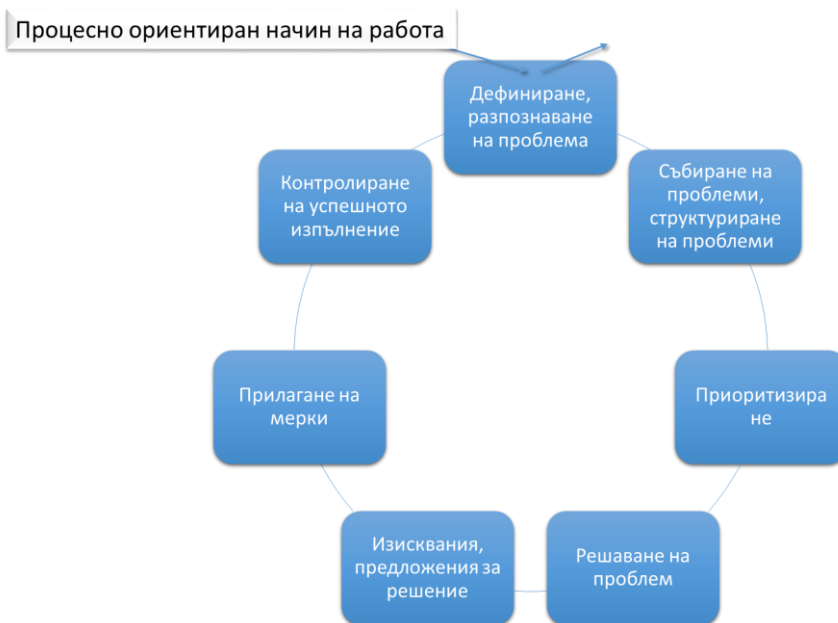 Процесно ориентиран начин на работа
Дефиниране,
разпознаване
на проблема
Събиране на
проблеми,
структуриране
на проблеми
Приоритизира
не
Решаване на
проблем
Изисквания,
предложения за
решение
Прилагане на
мерки
Контролиране
на успешното
изпълнение